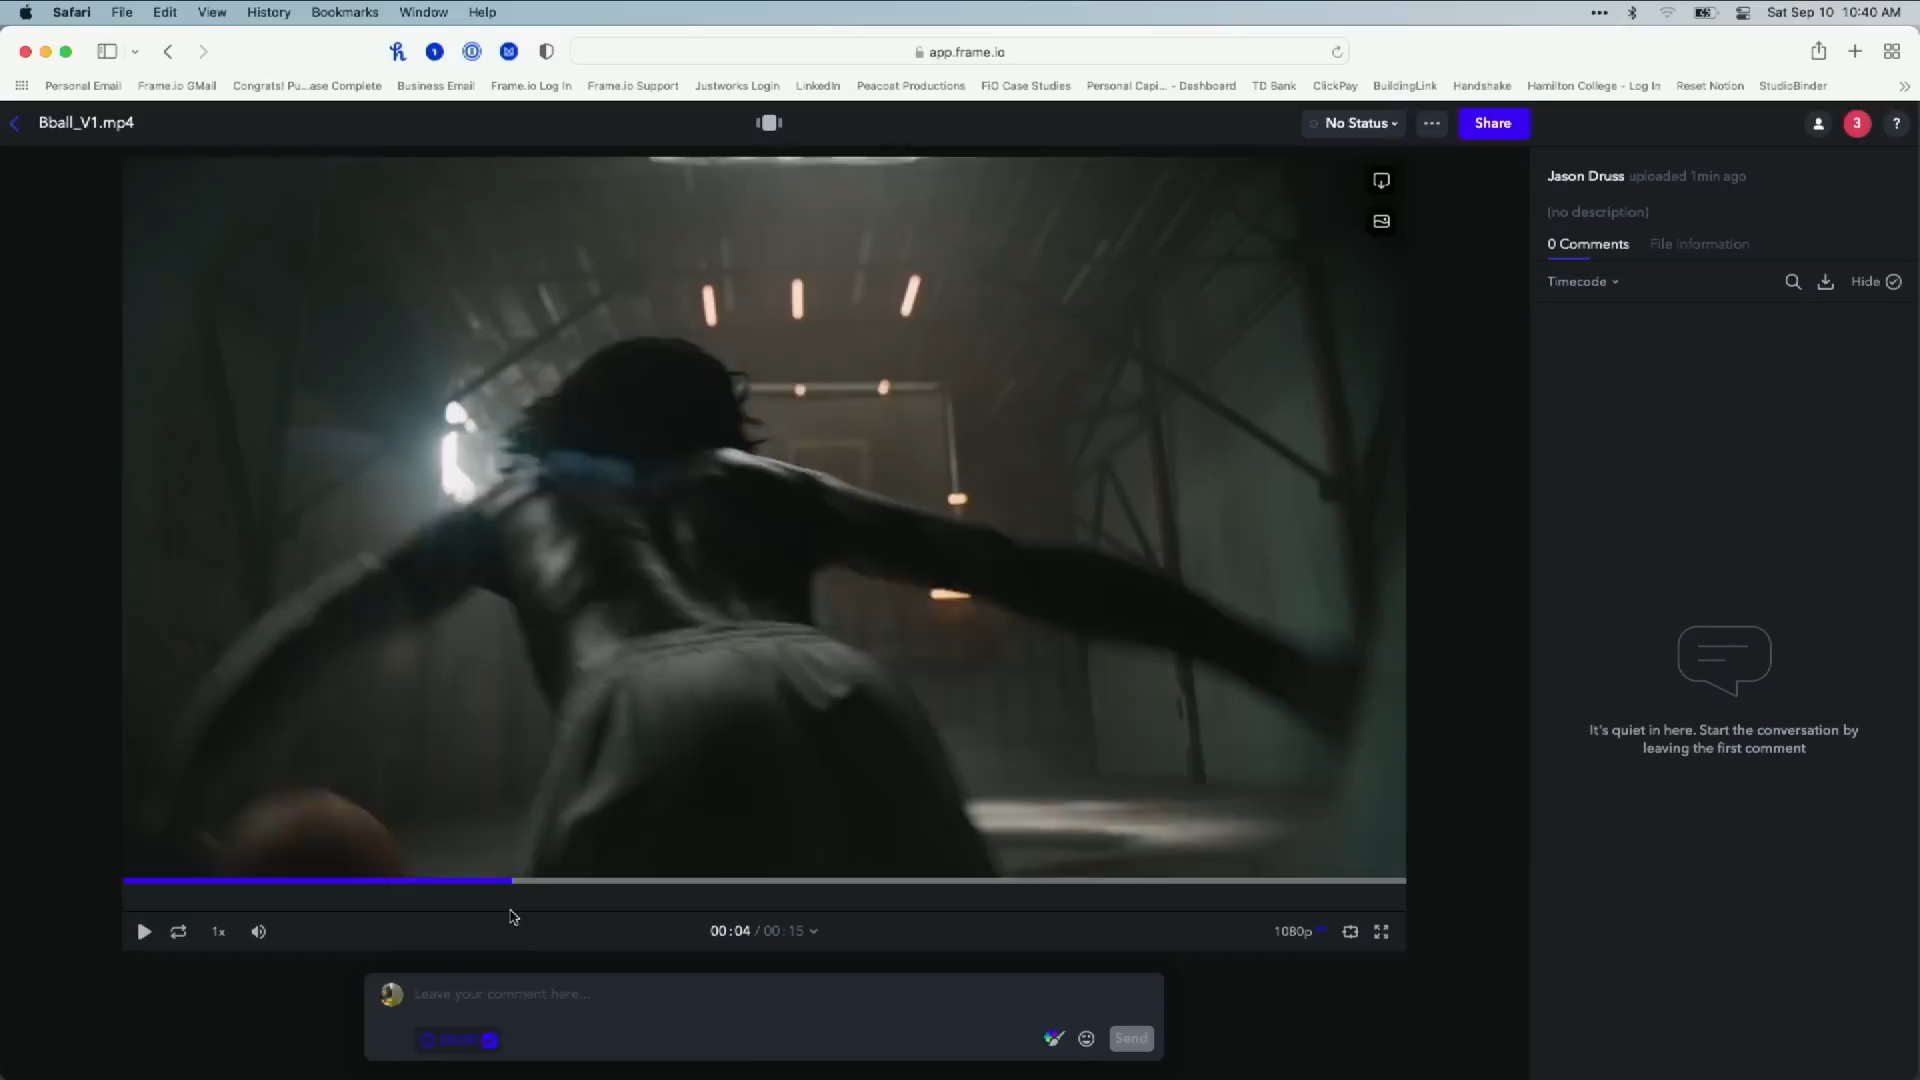 Safari File Edit View History Bookmarks Window Help
Sat Sep 10 10:40 AM
app.frame.io
Personal Email Frame.io GMail Congrats! Pu...ase Complete Business Email Frame.io Log In Frame.io Support Justworks Login LinkedIn Peacoat Productions FiO Case Studies Personal Capi... - Dashboard TD Bank ClickPay BuildingLink Handshake Hamilton College - Log In Reset Notion StudioBinder
Bball_V1.mp4
No Status
Share
3
?
Jason Druss uploaded 1min ago
(no description)
0 Comments File Information
Timecode
Hide
It's quiet in here. Start the conversation by
leaving the first comment
1x
00:04 / 00:15
1080p
Leave your comment here...
Send